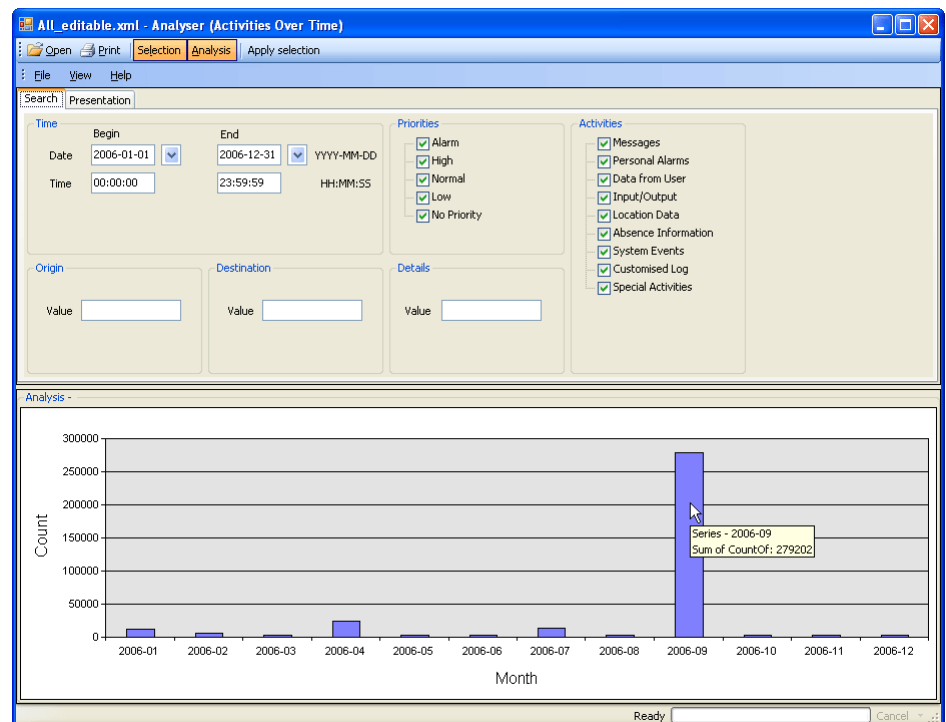 All_editable.xml - Analyser (Activities Over Time)
Open Print Selection Analysis Apply selection
File View Help
Search Presentation
Time
Begin End
Date 2006-01-01 2006-12-31 YYYY-MM-DD
Time 00:00:00 23:59:59 HH:MM:SS
Priorities
Alarm
High
Normal
Low
No Priority
Activities
Messages
Personal Alarms
Data from User
Input/Output
Location Data
Absence Information
System Events
Customised Log
Special Activities
Origin
Value
Destination
Value
Details
Value
Analysis -
Count
300000
250000
200000
150000
100000
50000
0
Series - 2006-09
Sum of CountOf: 279202
2006-01 2006-02 2006-03 2006-04 2006-05 2006-06 2006-07 2006-08 2006-09 2006-10 2006-11 2006-12
Month
Ready Cancel